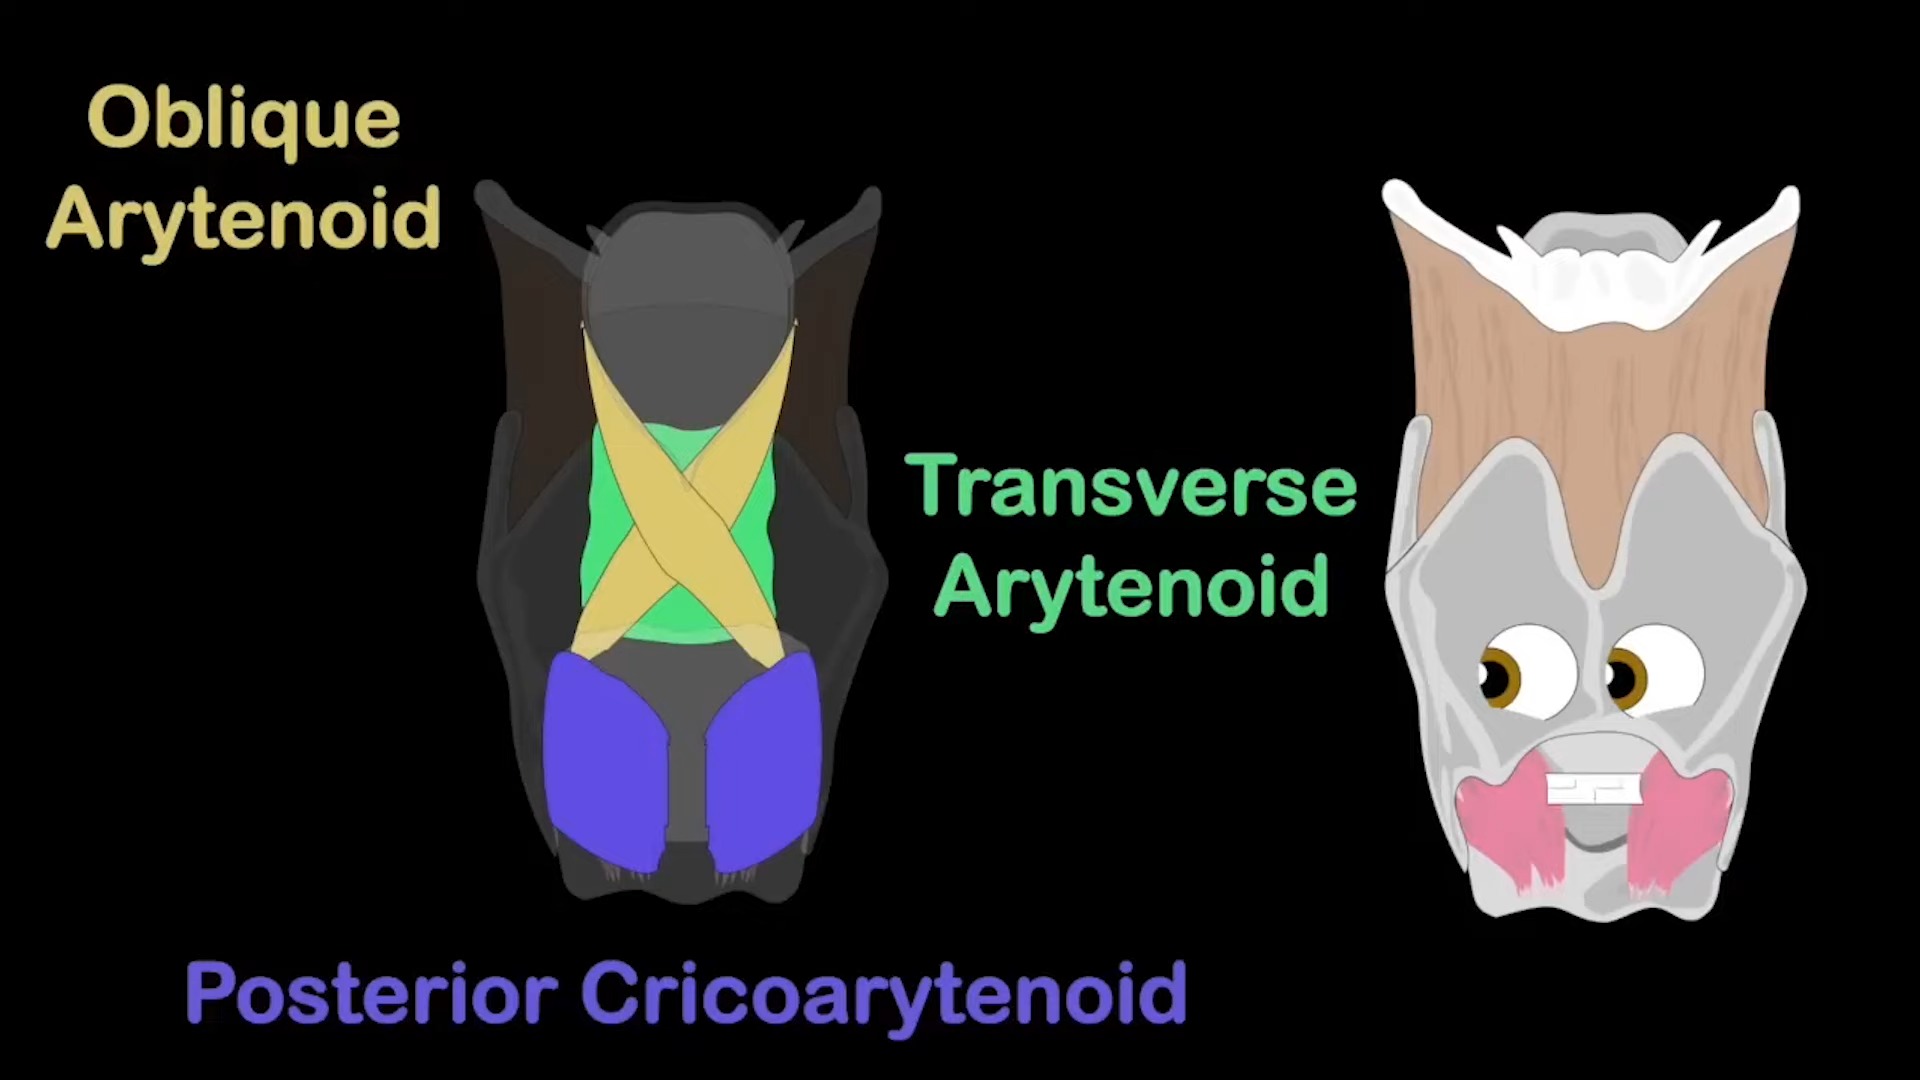 Oblique
Arytenoid
Transverse
Arytenoid
Posterior Cricoarytenoid